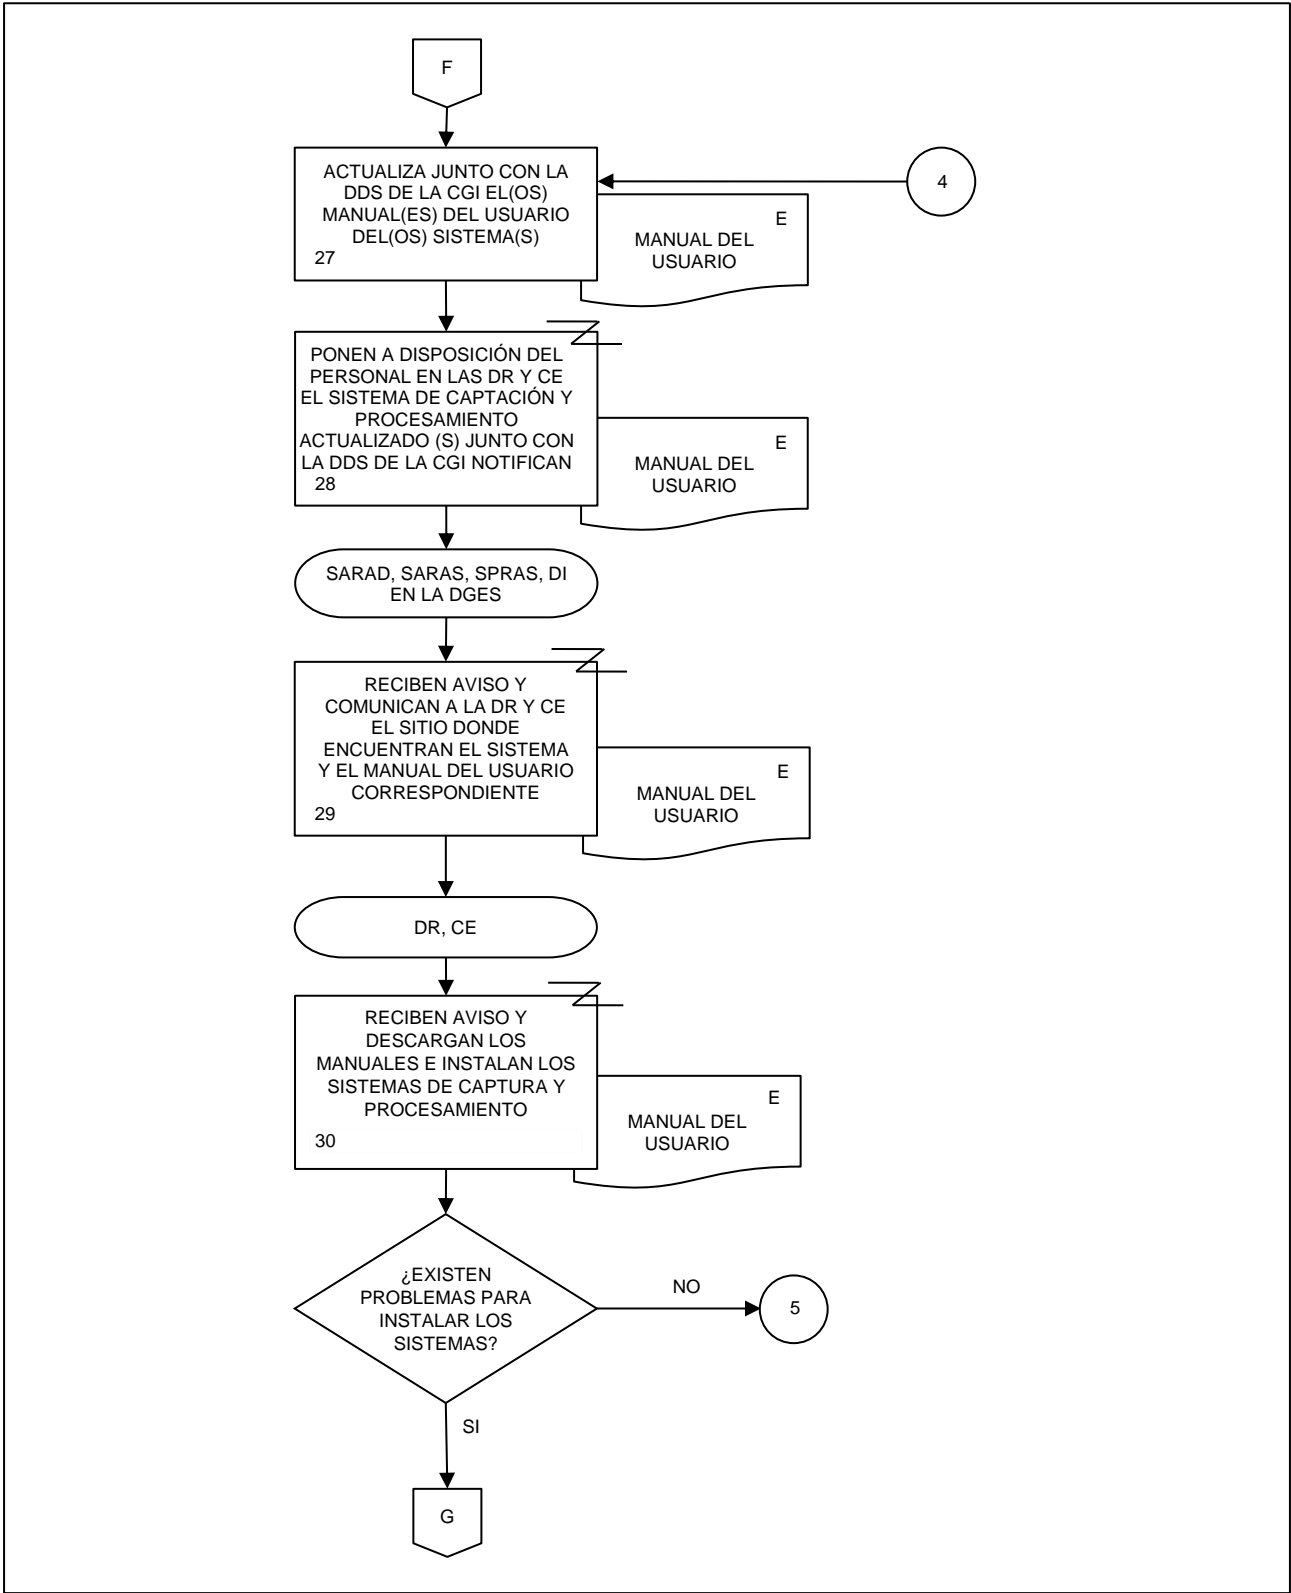 F
ACTUALIZA JUNTO CON LA
DDS DE LA CGI EL(OS)
MANUAL(ES) DEL USUARIO
DEL(OS) SISTEMA(S)
27
4
E
MANUAL DEL
USUARIO
PONEN A DISPOSICIÓN DEL
PERSONAL EN LAS DR Y CE
EL SISTEMA DE CAPTACIÓN Y
PROCESAMIENTO
ACTUALIZADO (S) JUNTO CON
LA DDS DE LA CGI NOTIFICAN
28
E
MANUAL DEL
USUARIO
SARAD, SARAS, SPRAS, DI
EN LA DGES
RECIBEN AVISO Y
COMUNICAN A LA DR Y CE
EL SITIO DONDE
ENCUENTRAN EL SISTEMA
Y EL MANUAL DEL USUARIO
CORRESPONDIENTE
29
E
MANUAL DEL
USUARIO
DR, CE
RECIBEN AVISO Y
DESCARGAN LOS
MANUALES E INSTALAN LOS
SISTEMAS DE CAPTURA Y
PROCESAMIENTO
30
E
MANUAL DEL
USUARIO
¿EXISTEN
PROBLEMAS PARA
INSTALAR LOS
SISTEMAS?
NO
5
SI
G